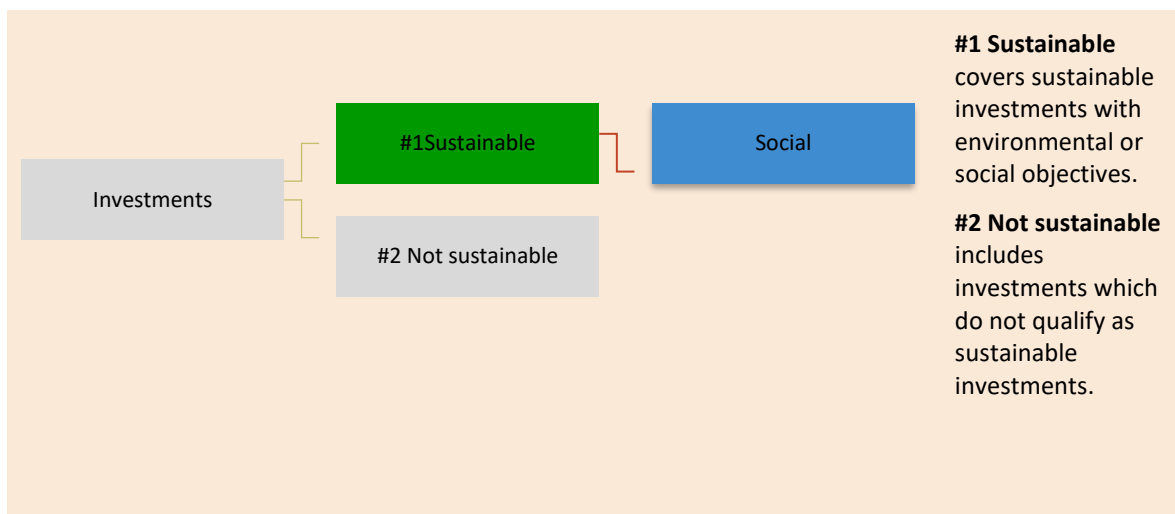 Investments
#1Sustainable
Social
#2 Not sustainable
#1 Sustainable
covers sustainable
investments with
environmental or
social objectives.
#2 Not sustainable
includes
investments which
do not qualify as
sustainable
investments.